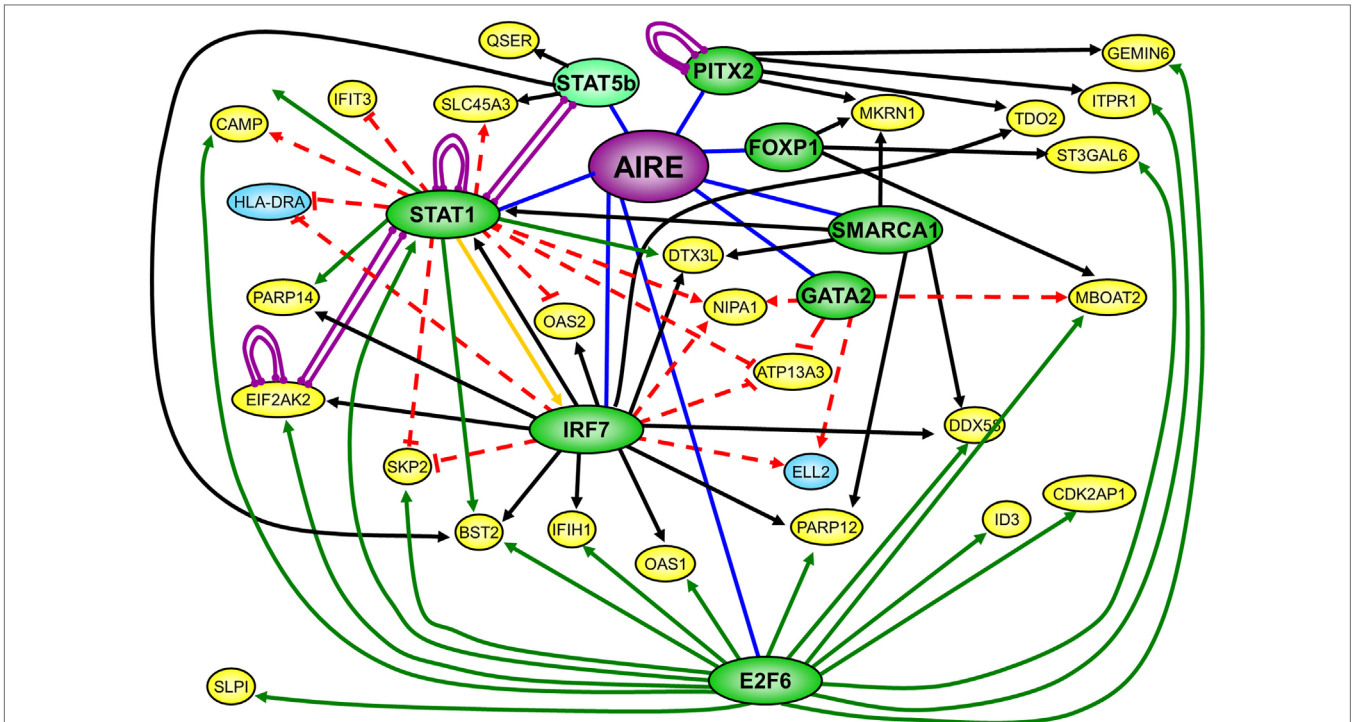 QSER
PITX2
GEMIN6
STAT5b
IFIT3
SLC45A3
ITPR1
MKRN1
TDO2
CAMP
FOXP1
ST3GAL6
AIRE
HLA-DRA
STAT1
SMARCA1
DTX3L
PARP14
NIPA1
GATA2
MBOAT2
OAS2
ATP13A3
EIF2AK2
IRF7
DDX58
SKP2
ELL2
CDK2AP1
BST2
IFIH1
PARP12
ID3
OAS1
E2F6
SLPI